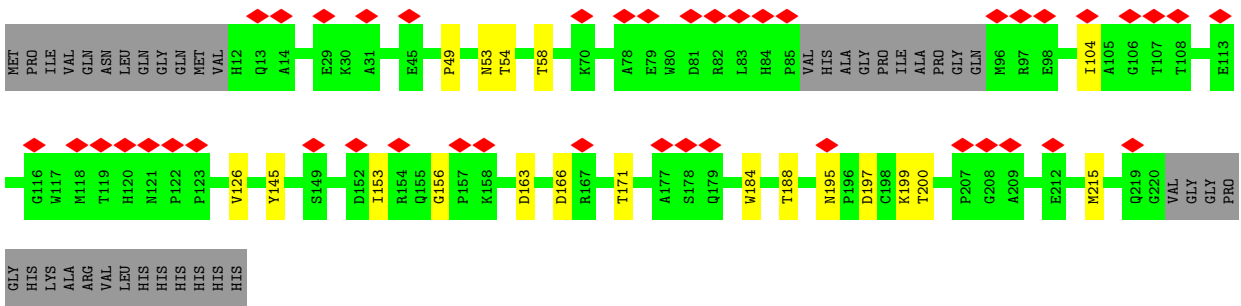 MET PRO ILE VAL GLN ASN LEU GLN GLY GLN MET VAL H12 Q13 A14 E29 K30 A31 E45 P49 N53 T54 T58 K70 A78 E79 W80 D81 R82 L83 H84 P85 VAL HIS ALA GLY PRO ILE ALA PRO GLY GLN M96 R97 E98 I104 A105 G106 T107 T108 E113
G116 W117 M118 T119 H120 N121 P122 P123 V126 Y145 S149 D152 I153 R154 Q155 G156 P157 K158 D163 D166 R167 T171 A177 S178 Q179 W184 T188 N195 P196 D197 C198 K199 T200 P207 G208 A209 E212 M215 Q219 G220 VAL GLY GLY PRO
GLY HIS LYS ALA ARG VAL LEU HIS HIS HIS HIS HIS HIS